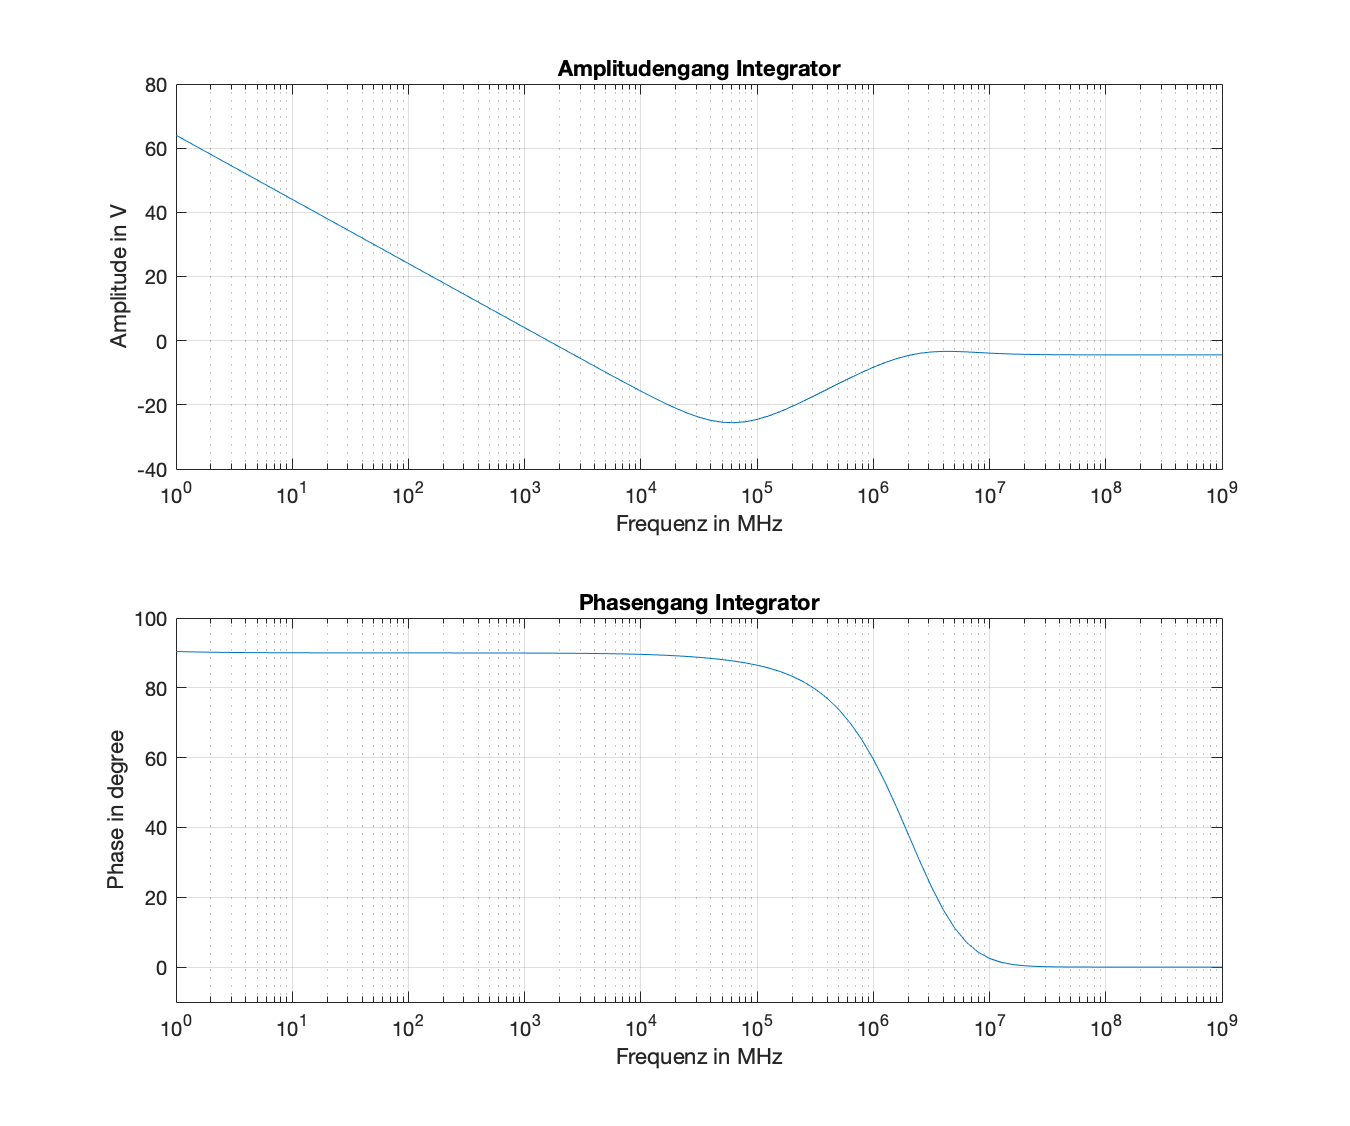 Amplitudengang Integrator
80
60
40
20
0
-20
-40
Amplitude in V
10^0 10^1 10^2 10^3 10^4 10^5 10^6 10^7 10^8 10^9
Frequenz in MHz
Phasengang Integrator
100
80
60
40
20
0
Phase in degree
10^0 10^1 10^2 10^3 10^4 10^5 10^6 10^7 10^8 10^9
Frequenz in MHz